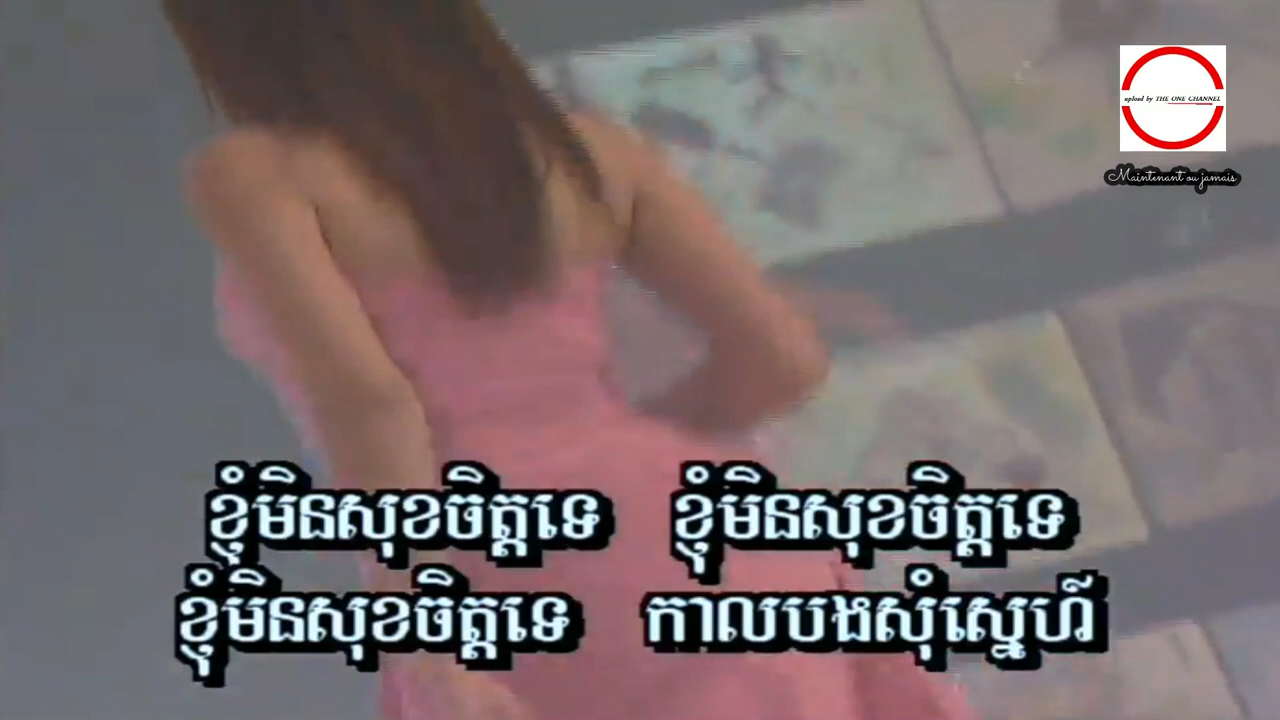 upload by THE ONE CHANNEL
Maintenant ou jamais
ខ្ញុំមិនសុខចិត្តទេ ខ្ញុំមិនសុខចិត្តទេ
ខ្ញុំមិនសុខចិត្តទេ កាលបងសុំស្នេហ៍